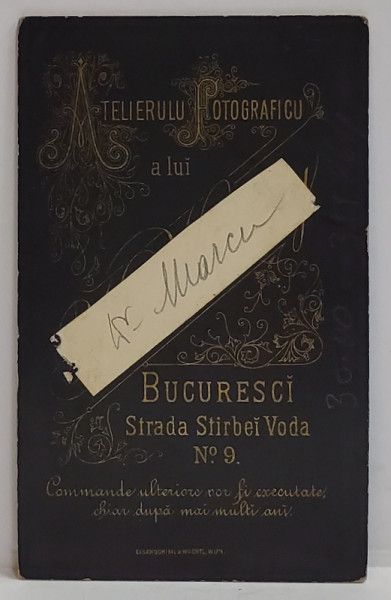 ATELIERULU FOTOGRAFICU
a lui
Dr Marcu
BUCURESCĬ
Strada Stirbeĭ Voda
No 9.
Commande ulteriore vor fi executate,
chiar după mai multi ani.